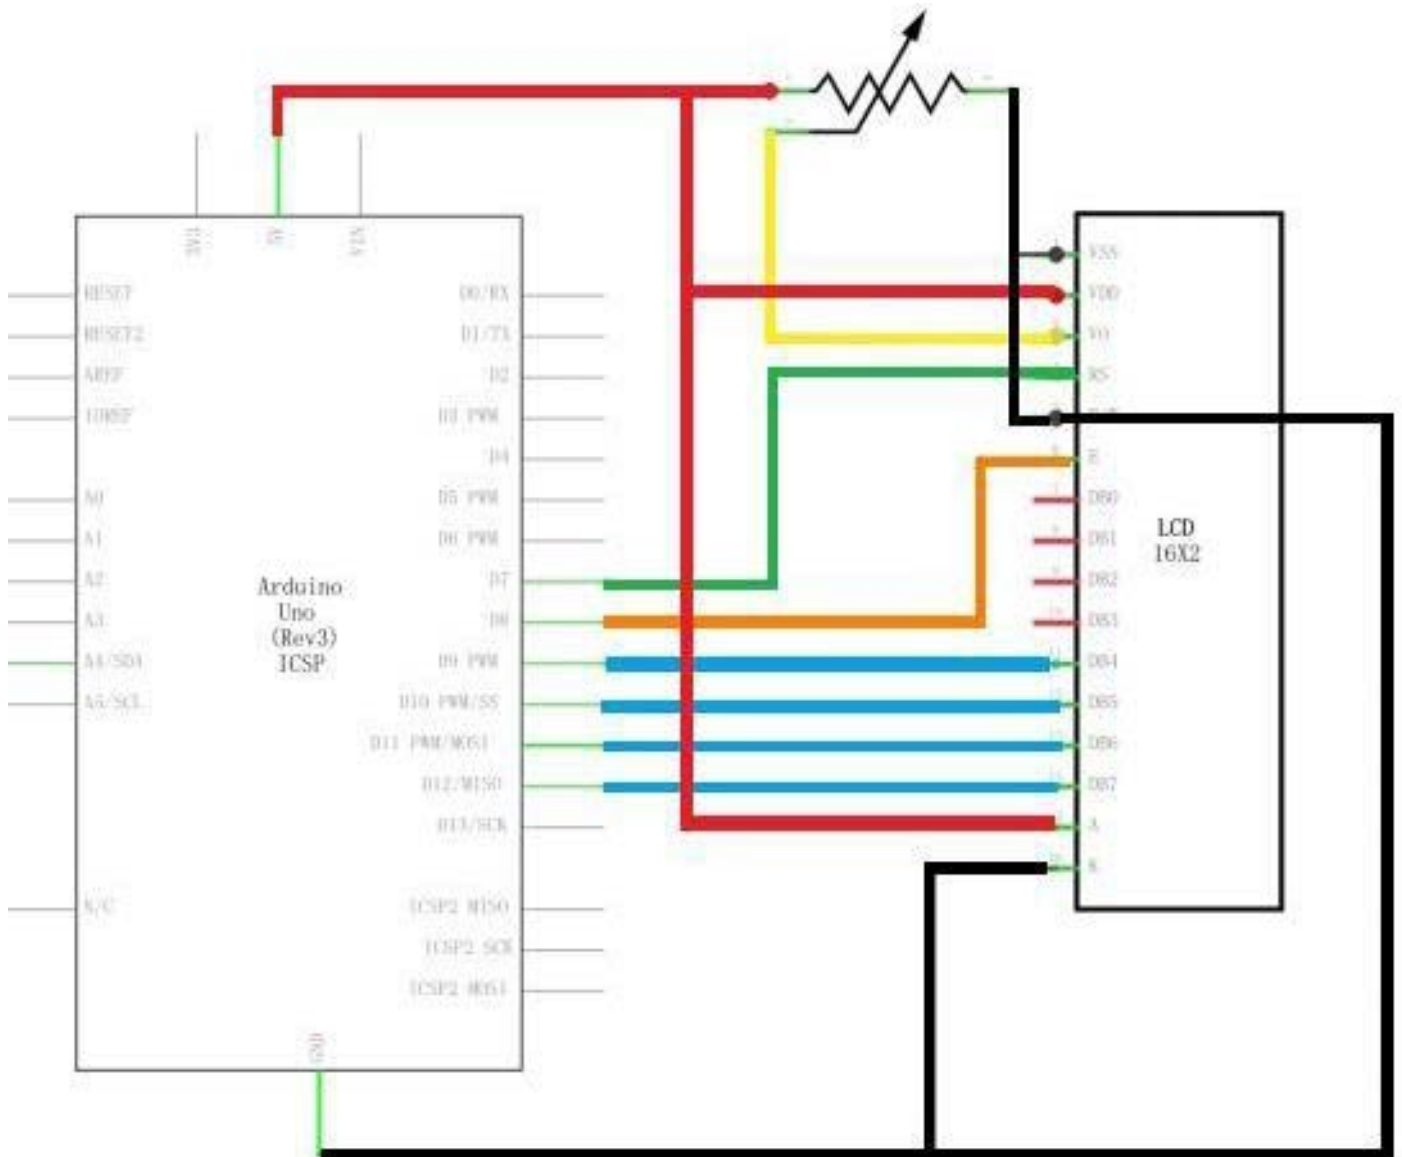 3V3
5V
VIN
RESET
RESET2
AREF
IOREF
A0
A1
A2
A3
A4/SDA
A5/SCL
N/C
D0/RX
D1/TX
D2
D3 PWM
D4
D5 PWM
D6 PWM
D7
D8
D9 PWM
D10 PWM/SS
D11 PWM/MOSI
D12/MISO
D13/SCK
ICSP2 MISO
ICSP2 SCK
ICSP2 MOSI
GND
Arduino
Uno
(Rev3)
ICSP
VSS
VDD
VO
RS
E
DB0
DB1
DB2
DB3
DB4
DB5
DB6
DB7
A
K
LCD
16X2